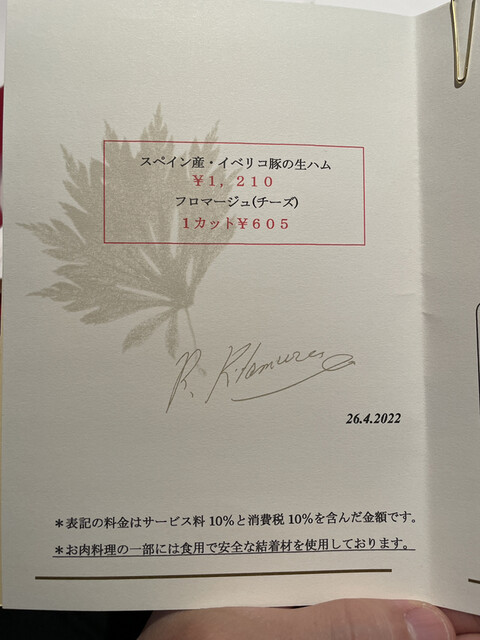 スペイン産・イベリコ豚の生ハム
￥１，２１０
フロマージュ(チーズ)
１カット￥６０５
R. Kitamura
26.4.2022
＊表記の料金はサービス料10%と消費税10%を含んだ金額です。
＊お肉料理の一部には食用で安全な結着材を使用しております。